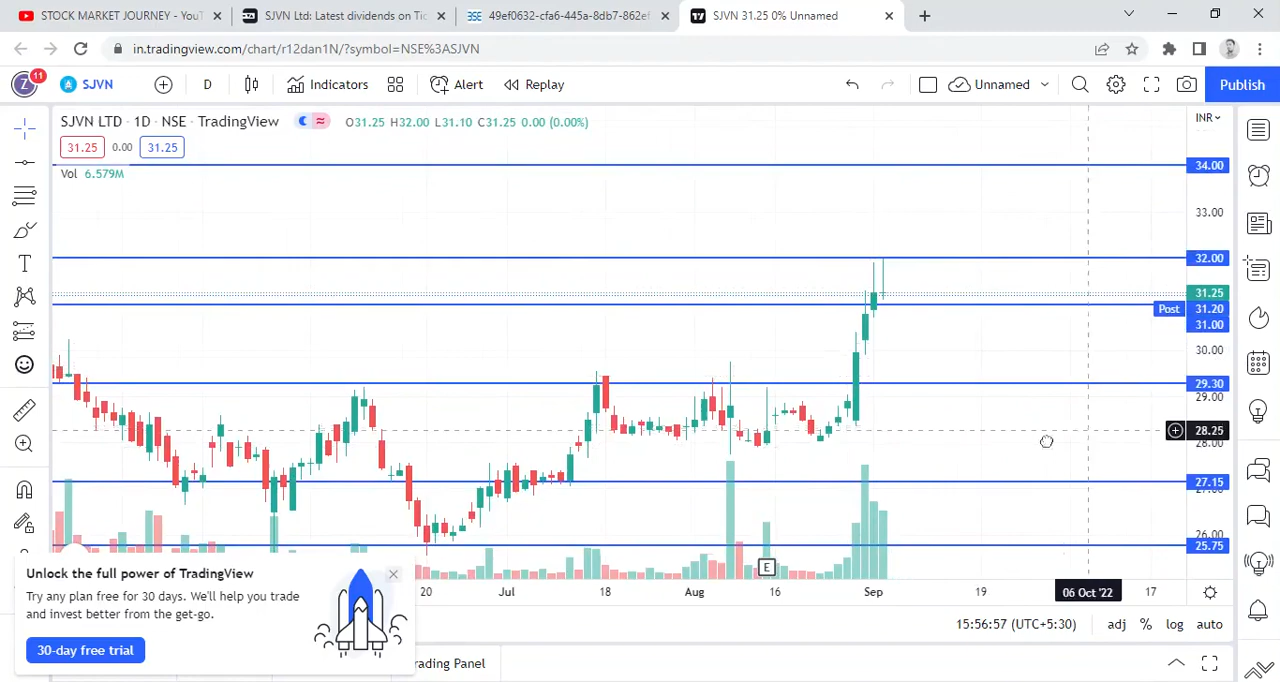 STOCK MARKET JOURNEY - YouT
SJVN Ltd: Latest dividends on Tic
49ef0632-cfa6-445a-8db7-862ef
SJVN 31.25 0% Unnamed
in.tradingview.com/chart/r12dan1N/?symbol=NSE%3ASJVN
Z 11 SJVN D Indicators Alert Replay Unnamed Publish
SJVN LTD · 1D · NSE · TradingView O31.25 H32.00 L31.10 C31.25 0.00 (0.00%) INR
31.25 0.00 31.25
Vol 6.579M
34.00
33.00
32.00
31.25
Post 31.20
31.00
30.00
29.30
29.00
28.25
28.00
27.15
26.00
25.75
E
20 Jul 18 Aug 16 Sep 19 06 Oct '22 17
Unlock the full power of TradingView
Try any plan free for 30 days. We'll help you trade
and invest better from the get-go.
30-day free trial
15:56:57 (UTC+5:30) adj % log auto
rading Panel